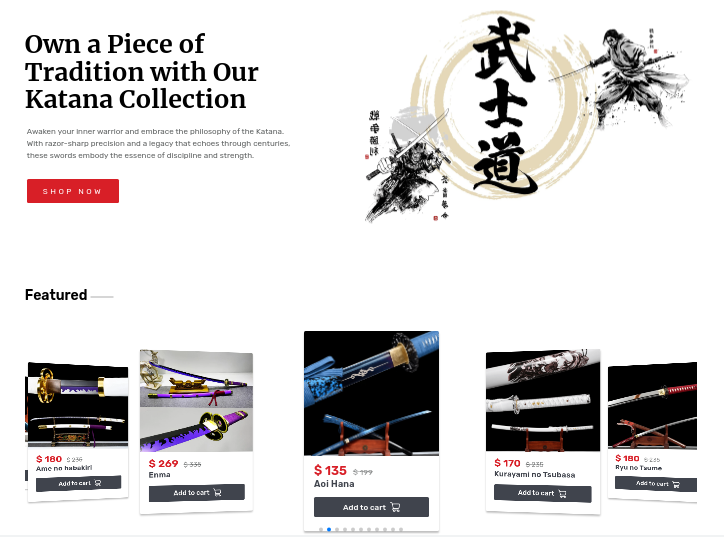 Own a Piece of
Tradition with Our
Katana Collection
Awaken your inner warrior and embrace the philosophy of the Katana.
With razor-sharp precision and a legacy that echoes through centuries,
these swords embody the essence of discipline and strength.
SHOP NOW
武士道
Featured
$ 180 $ 236
Ame no habakiri
Add to cart
$ 269 $ 335
Enma
Add to cart
$ 135 $ 199
Aoi Hana
Add to cart
$ 170 $ 235
Kurayami no Tsubasa
Add to cart
$ 180 $ 235
Ryu no Tsume
Add to cart